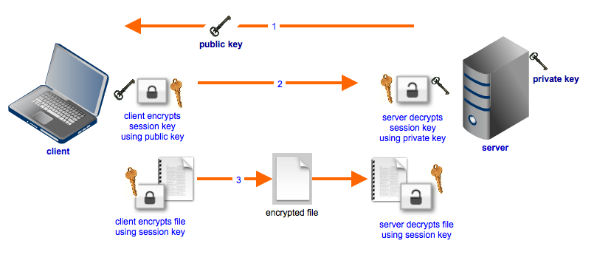 1
public key
private key
2
client encrypts
session key
using public key
server decrypts
session key
using private key
client
server
3
encrypted file
client encrypts file
using session key
server decrypts file
using session key